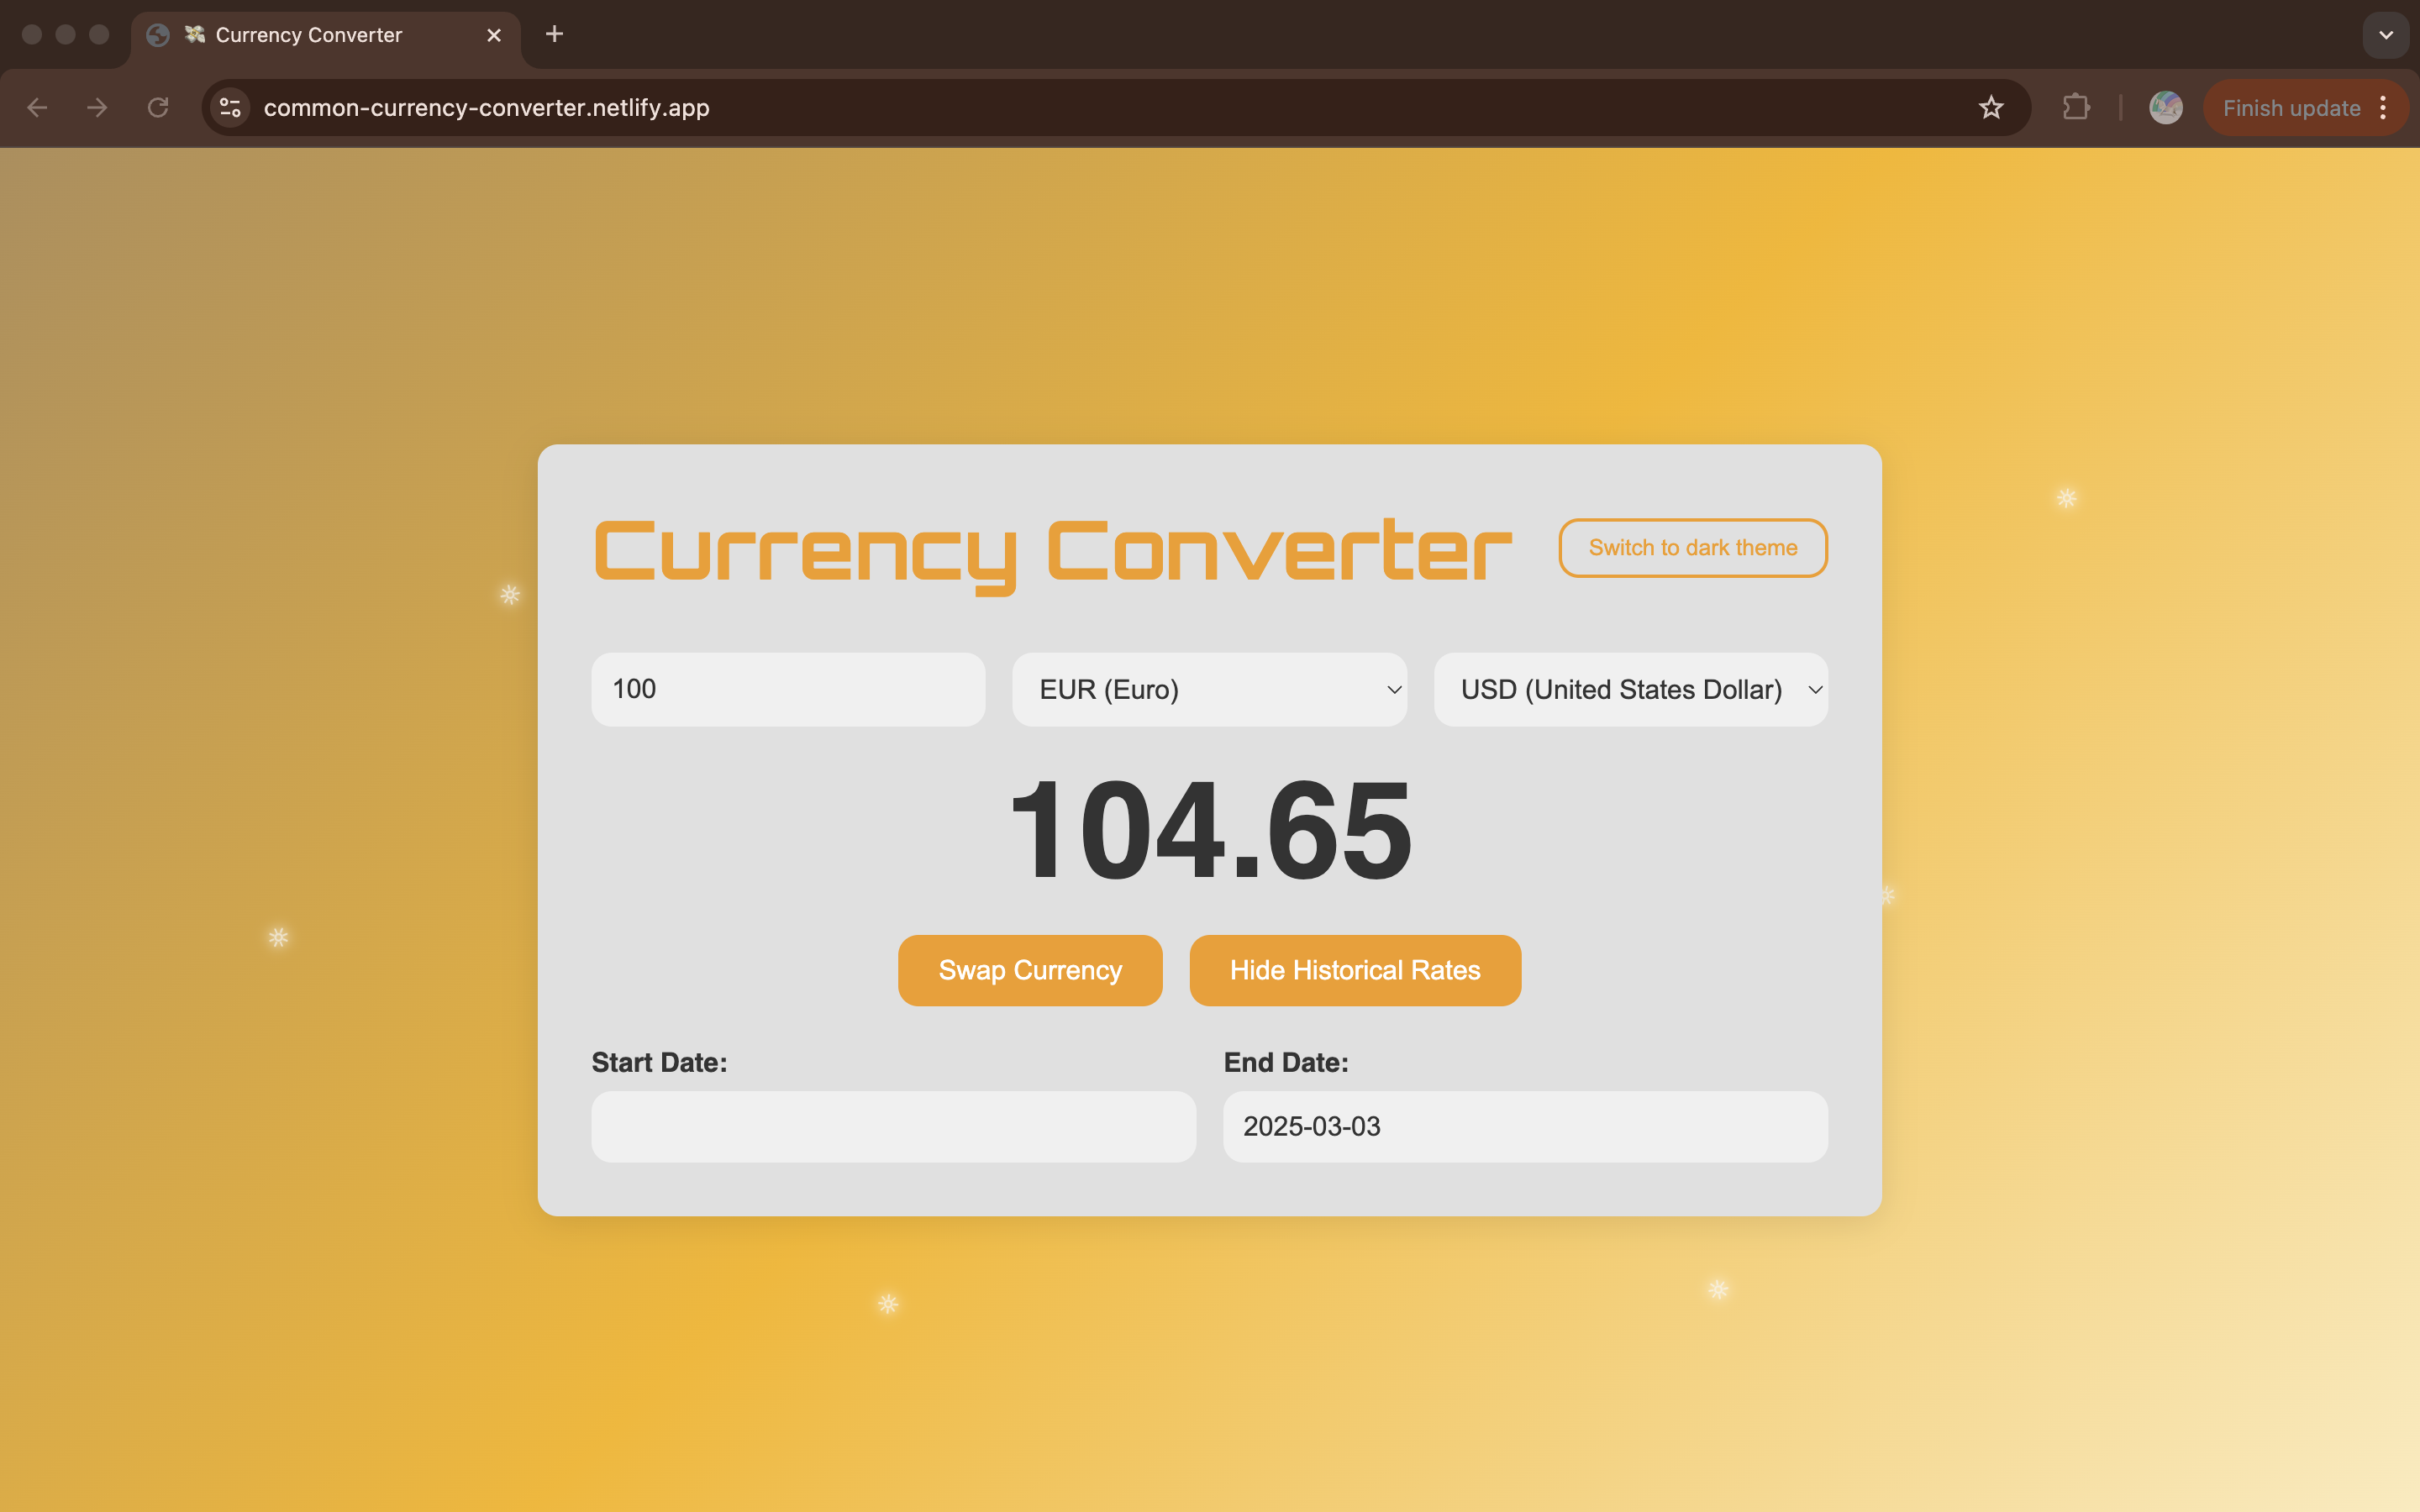 💸 Currency Converter
common-currency-converter.netlify.app
Finish update
Currency Converter
Switch to dark theme
100
EUR (Euro)
USD (United States Dollar)
104.65
Swap Currency
Hide Historical Rates
Start Date:
End Date:
2025-03-03